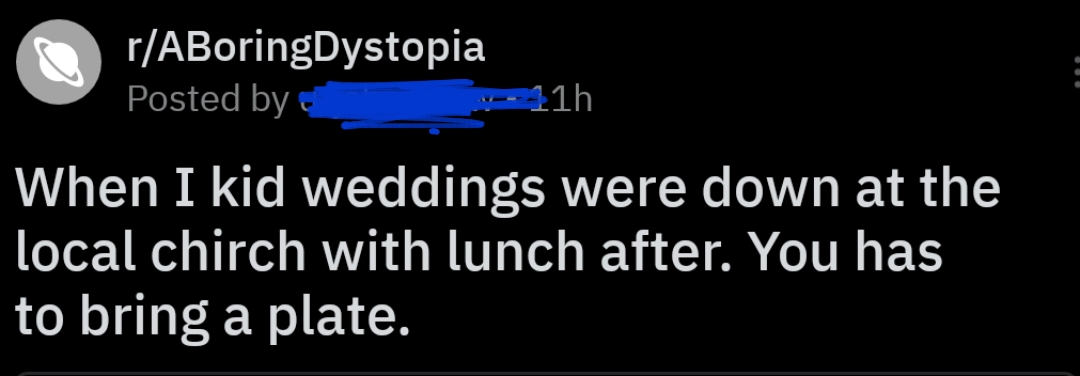 r/ABoringDystopia
Posted by 11h
When I kid weddings were down at the
local chirch with lunch after. You has
to bring a plate.